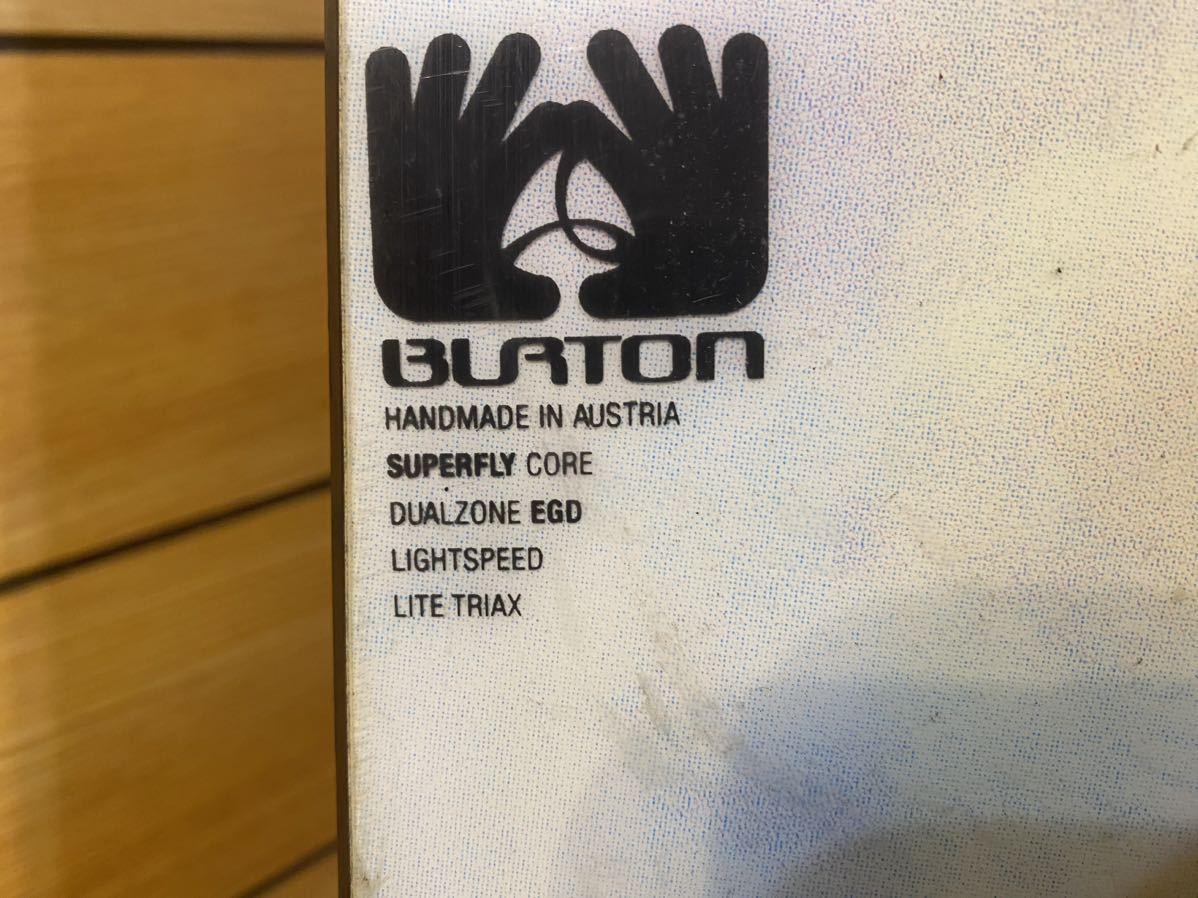 BURTON
HANDMADE IN AUSTRIA
SUPERFLY CORE
DUALZONE EGD
LIGHTSPEED
LITE TRIAX